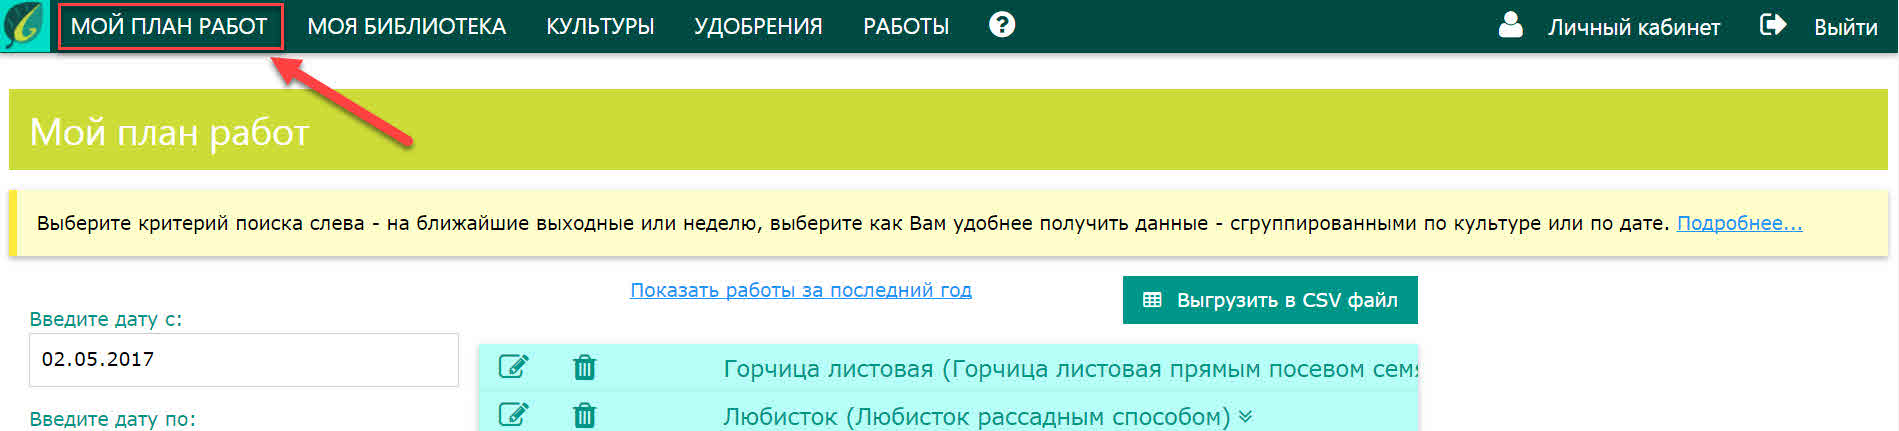 МОЙ ПЛАН РАБОТ МОЯ БИБЛИОТЕКА КУЛЬТУРЫ УДОБРЕНИЯ РАБОТЫ ? Личный кабинет Выйти
Мой план работ
Выберите критерий поиска слева - на ближайшие выходные или неделю, выберите как Вам удобнее получить данные - сгруппированными по культуре или по дате. Подробнее...
Показать работы за последний год
Выгрузить в CSV файл
Введите дату с:
02.05.2017
Введите дату по:
Горчица листовая (Горчица листовая прямым посевом семя
Любисток (Любисток рассадным способом)